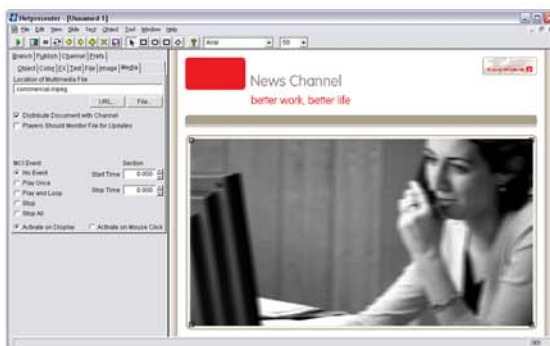 Netpresenter - [Unnamed 1]
File Edit View Slide Text Object Tool Window Help
Arial 50
Branch Publish Channel Prefs
Object Color Fx Text File Image Media
Location of Multimedia File
commercial.mpeg
URL... File...
Distribute Document with Channel
Players Should Monitor File for Updates
MCI Event Section
No Event Start Time 0.000
Play Once
Play and Loop Stop Time 0.000
Stop
Stop All
Activate on Display Activate on Mouse Click
News Channel
better work, better life